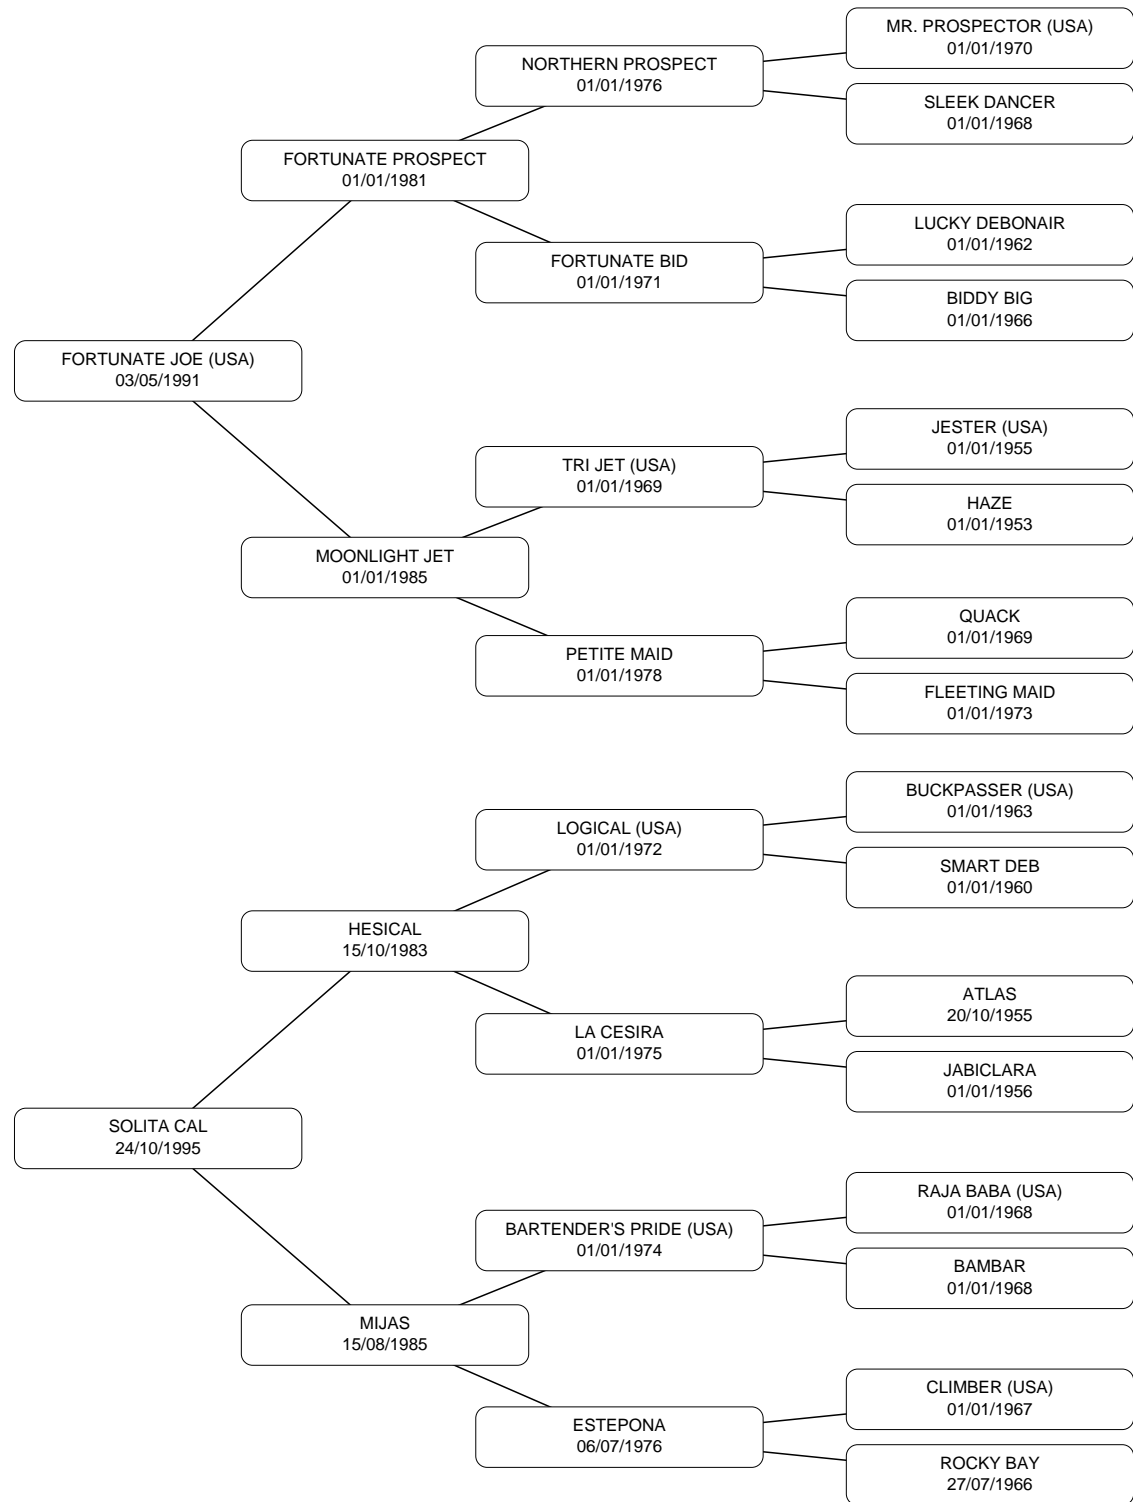 MR. PROSPECTOR (USA)
01/01/1970
NORTHERN PROSPECT
01/01/1976
SLEEK DANCER
01/01/1968
FORTUNATE PROSPECT
01/01/1981
LUCKY DEBONAIR
01/01/1962
FORTUNATE BID
01/01/1971
BIDDY BIG
01/01/1966
FORTUNATE JOE (USA)
03/05/1991
JESTER (USA)
01/01/1955
TRI JET (USA)
01/01/1969
HAZE
01/01/1953
MOONLIGHT JET
01/01/1985
QUACK
01/01/1969
PETITE MAID
01/01/1978
FLEETING MAID
01/01/1973
BUCKPASSER (USA)
01/01/1963
LOGICAL (USA)
01/01/1972
SMART DEB
01/01/1960
HESICAL
15/10/1983
ATLAS
20/10/1955
LA CESIRA
01/01/1975
JABICLARA
01/01/1956
SOLITA CAL
24/10/1995
RAJA BABA (USA)
01/01/1968
BARTENDER'S PRIDE (USA)
01/01/1974
BAMBAR
01/01/1968
MIJAS
15/08/1985
CLIMBER (USA)
01/01/1967
ESTEPONA
06/07/1976
ROCKY BAY
27/07/1966